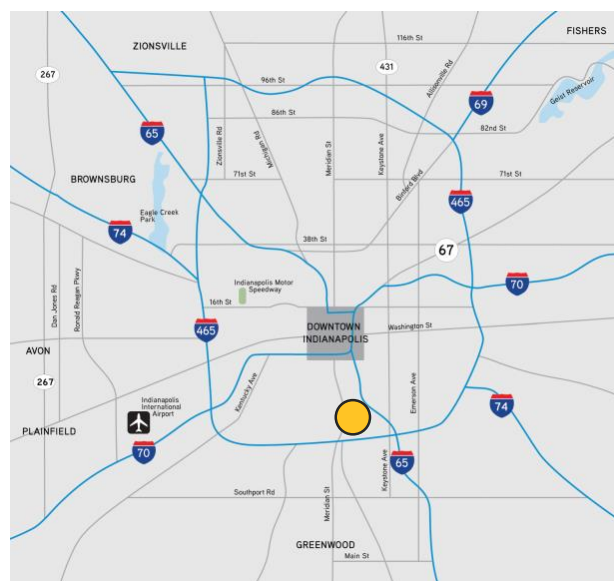 FISHERS
116th St
ZIONSVILLE
431
267
Allisonville Rd
96th St
69
Geist Reservoir
86th St
82nd St
65
Zionsville Rd
Michigan Rd
Meridian St
Keystone Ave
Binford Blvd
71st St
71st St
BROWNSBURG
465
Eagle Creek
Park
74
38th St
67
Indianapolis Motor
Speedway
70
Dan Jones Rd
Ronald Reagan Pkwy
16th St
465
DOWNTOWN
INDIANAPOLIS
Washington St
AVON
267
Kentucky Ave
Emerson Ave
Indianapolis
International
Airport
74
PLAINFIELD
70
Keystone Ave
65
Southport Rd
Meridian St
GREENWOOD
Main St